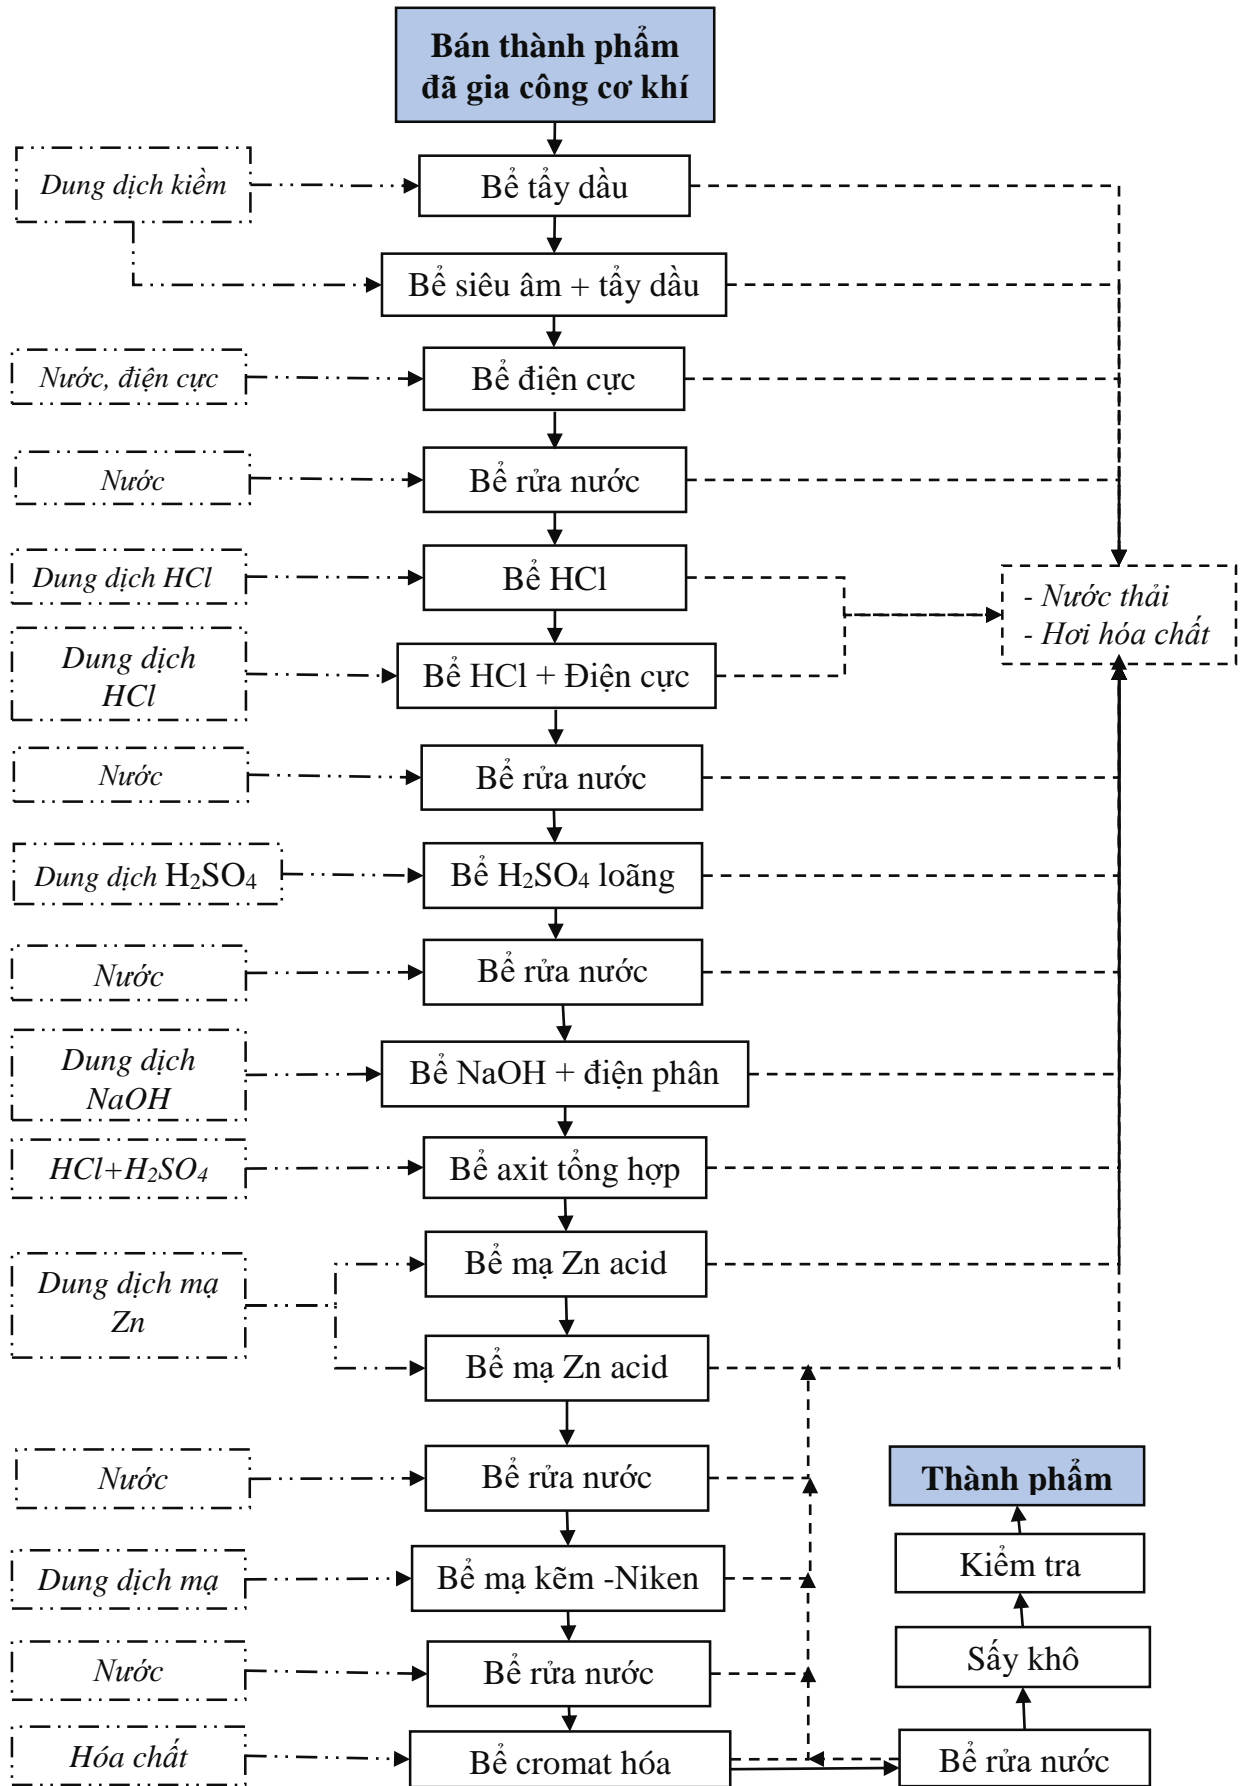 Bán thành phẩm
đã gia công cơ khí
Dung dịch kiềm
Bể tẩy dầu
Bể siêu âm + tẩy dầu
Nước, điện cực
Bể điện cực
Nước
Bể rửa nước
Dung dịch HCl
Bể HCl
- Nước thải
- Hơi hóa chất
Dung dịch
HCl
Bể HCl + Điện cực
Nước
Bể rửa nước
Dung dịch H₂SO₄
Bể H₂SO₄ loãng
Nước
Bể rửa nước
Dung dịch
NaOH
Bể NaOH + điện phân
HCl+H₂SO₄
Bể axit tổng hợp
Bể mạ Zn acid
Dung dịch mạ
Zn
Bể mạ Zn acid
Nước
Bể rửa nước
Thành phẩm
Kiểm tra
Dung dịch mạ
Bể mạ kẽm -Niken
Sấy khô
Nước
Bể rửa nước
Hóa chất
Bể cromat hóa
Bể rửa nước